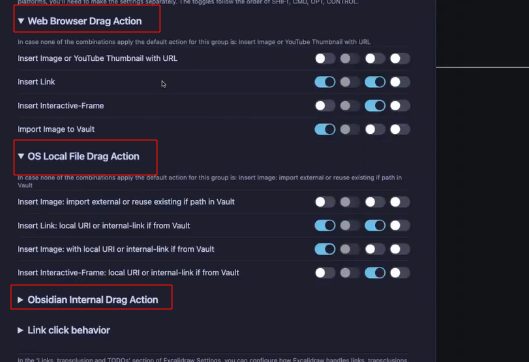 platforms, you'll need to make the settings separately. The toggles follow the order of SHIFT, CMD, OPT, CONTROL.
▼ Web Browser Drag Action
In case none of the combinations apply the default action for this group is: Insert Image or YouTube Thumbnail with URL
Insert Image or YouTube Thumbnail with URL
Insert Link
Insert Interactive-Frame
Import Image to Vault
▼ OS Local File Drag Action
In case none of the combinations apply the default action for this group is: Insert Image: import external or reuse existing if path in
Vault
Insert Image: import external or reuse existing if path in Vault
Insert Link: local URI or internal-link if from Vault
Insert Image: with local URI or internal-link if from Vault
Insert Interactive-Frame: local URI or internal-link if from Vault
▶ Obsidian Internal Drag Action
▶ Link click behavior
In the 'Links, transclusion and TODOs' section of Excalidraw Settings, you can configure how Excalidraw handles links, transclusions